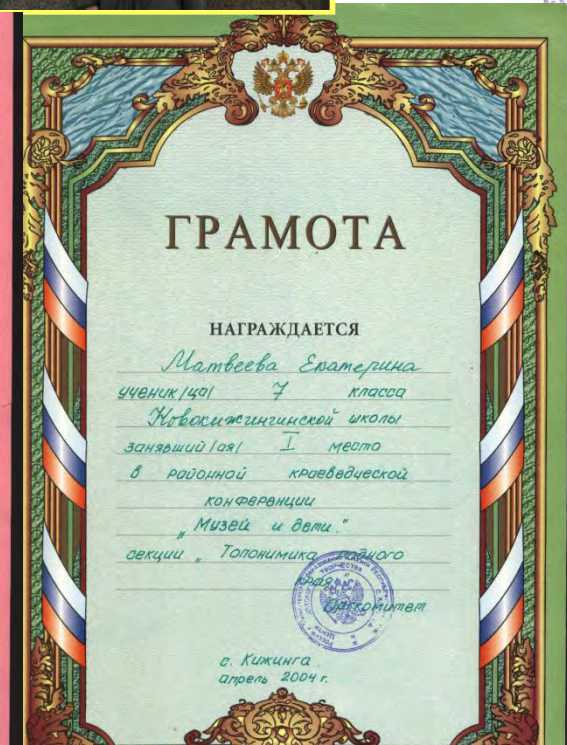 ГРАМОТА
НАГРАЖДАЕТСЯ
Матвеева Екатерина
ученик/ца/ 7 класса
Новокижингинской школы
занявший/ая/ I место
в районной краеведческой
конференции
„Музей и дети."
секции „Топонимика родного
края"
Оргкомитет
ТВОРЧЕСТВА
с. Кижинга.
апрель 2004 г.